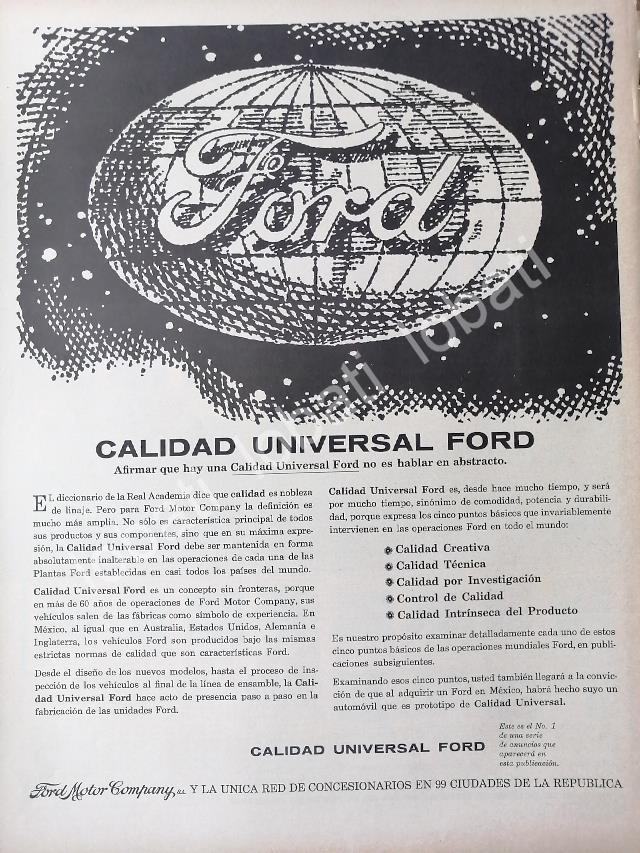 Ford
CALIDAD UNIVERSAL FORD
Afirmar que hay una Calidad Universal Ford no es hablar en abstracto.
EL diccionario de la Real Academia dice que calidad es nobleza
de linaje. Pero para Ford Motor Company la definición es
mucho más amplia. No sólo es característica principal de todos
sus productos y sus componentes, sino que en su máxima expre-
sión, la Calidad Universal Ford debe ser mantenida en forma
absolutamente inalterable en las operaciones de cada una de las
Plantas Ford establecidas en casi todos los países del mundo.
Calidad Universal Ford es un concepto sin fronteras, porque
en más de 60 años de operaciones de Ford Motor Company, sus
vehículos salen de las fábricas como símbolo de experiencia. En
México, al igual que en Australia, Estados Unidos, Alemania e
Inglaterra, los vehículos Ford son producidos bajo las mismas
estrictas normas de calidad que son características Ford.
Desde el diseño de los nuevos modelos, hasta el proceso de ins-
pección de los vehículos al final de la línea de ensamble, la Cali-
dad Universal Ford hace acto de presencia paso a paso en la
fabricación de las unidades Ford.
Calidad Universal Ford es, desde hace mucho tiempo, y será
por mucho tiempo, sinónimo de comodidad, potencia y durabili-
dad, porque expresa los cinco puntos básicos que invariablemente
intervienen en las operaciones Ford en todo el mundo:
Calidad Creativa
Calidad Técnica
Calidad por Investigación
Control de Calidad
Calidad Intrínseca del Producto
Es nuestro propósito examinar detalladamente cada uno de estos
cinco puntos básicos de las operaciones mundiales Ford, en publi-
caciones subsiguientes.
Examinando esos cinco puntos, usted también llegará a la convic-
ción de que al adquirir un Ford en México, habrá hecho suyo un
automóvil que es prototipo de Calidad Universal.
CALIDAD UNIVERSAL FORD
Este es el No. 1
de una serie
de anuncios que
aparecerá en
esta publicación.
Ford Motor Company, S.A. Y LA UNICA RED DE CONCESIONARIOS EN 99 CIUDADES DE LA REPUBLICA
lobati lobati